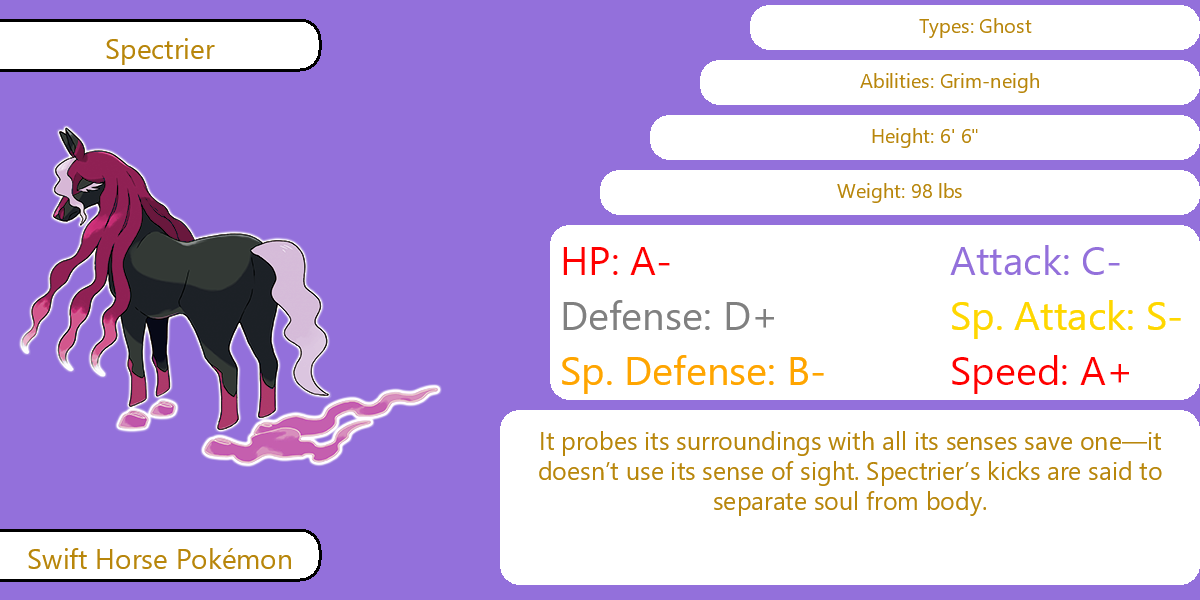 Spectrier
Types: Ghost
Abilities: Grim-neigh
Height: 6' 6"
Weight: 98 lbs
HP: A-
Attack: C-
Defense: D+
Sp. Attack: S-
Sp. Defense: B-
Speed: A+
It probes its surroundings with all its senses save one—it
doesn’t use its sense of sight. Spectrier’s kicks are said to
separate soul from body.
Swift Horse Pokémon